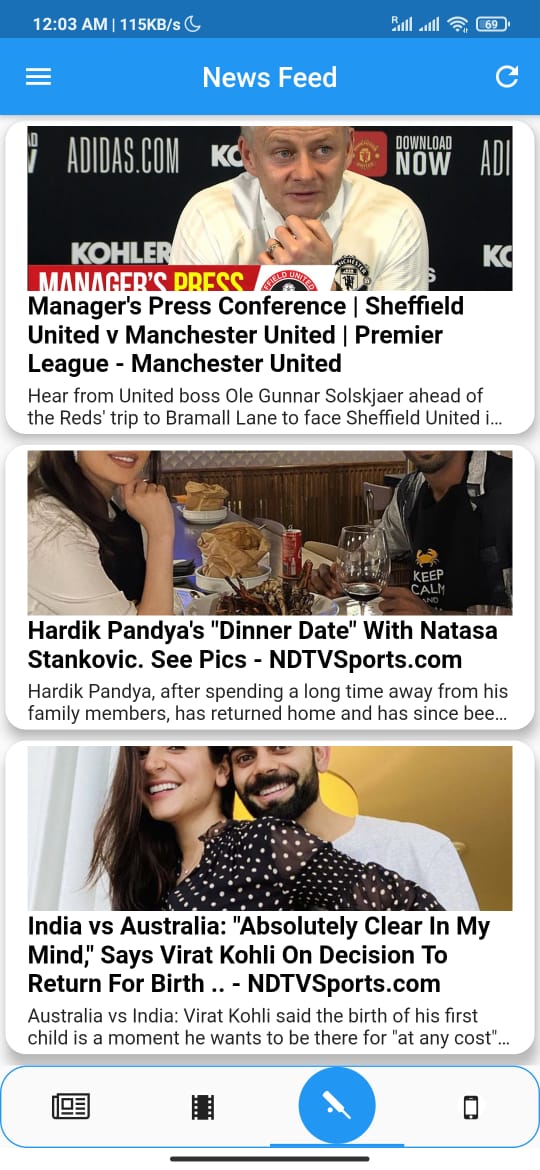 12:03 AM | 115KB/s
R
69
News Feed
ADIDAS.COM
KO
DOWNLOAD
NOW
ADI
KOHLER
KO
S
MANAGER'S PRESS
SHEFFIELD UNITED
MANCHESTER
Manager's Press Conference | Sheffield
United v Manchester United | Premier
League - Manchester United
Hear from United boss Ole Gunnar Solskjaer ahead of
the Reds' trip to Bramall Lane to face Sheffield United i...
KEEP
CALM
AND
Hardik Pandya's "Dinner Date" With Natasa
Stankovic. See Pics - NDTVSports.com
Hardik Pandya, after spending a long time away from his
family members, has returned home and has since bee...
India vs Australia: "Absolutely Clear In My
Mind," Says Virat Kohli On Decision To
Return For Birth .. - NDTVSports.com
Australia vs India: Virat Kohli said the birth of his first
child is a moment he wants to be there for "at any cost"...